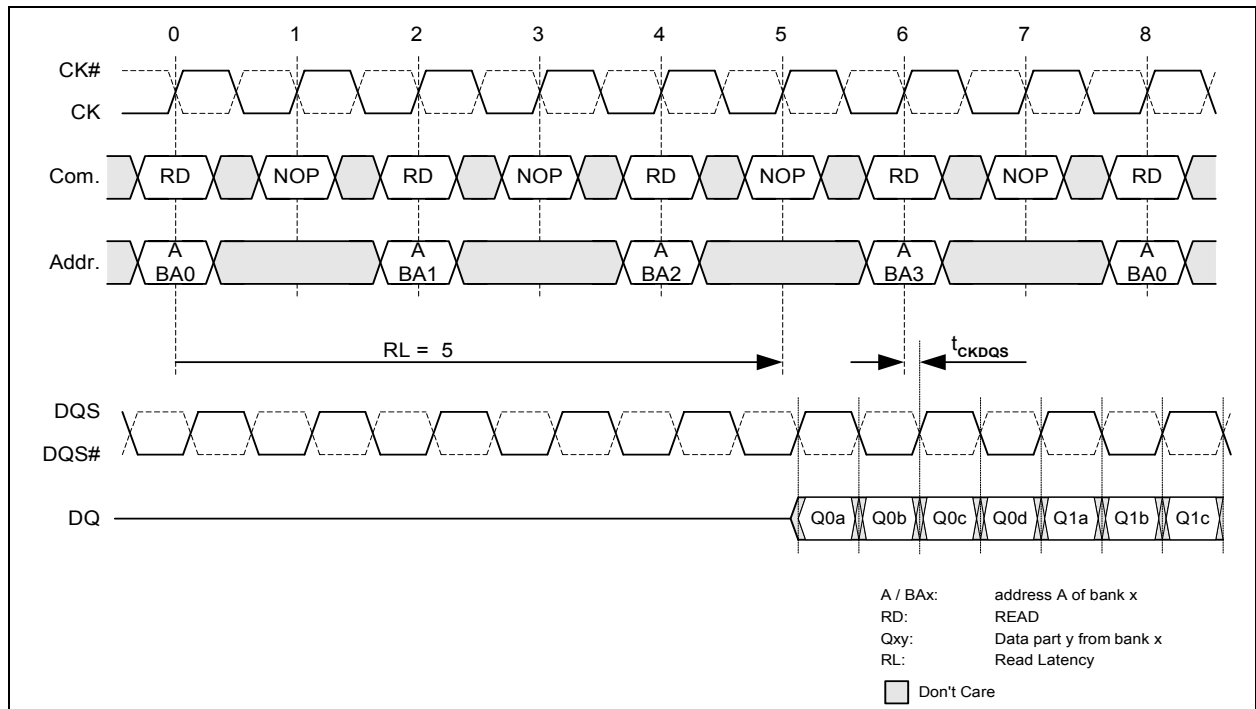 0 1 2 3 4 5 6 7 8
CK#
CK
Com. RD NOP RD NOP RD NOP RD NOP RD
Addr. A BA0 A BA1 A BA2 A BA3 A BA0
RL = 5
tCKDQS
DQS
DQS#
DQ Q0a Q0b Q0c Q0d Q1a Q1b Q1c
A / BAx: address A of bank x
RD: READ
Qxy: Data part y from bank x
RL: Read Latency
Don't Care